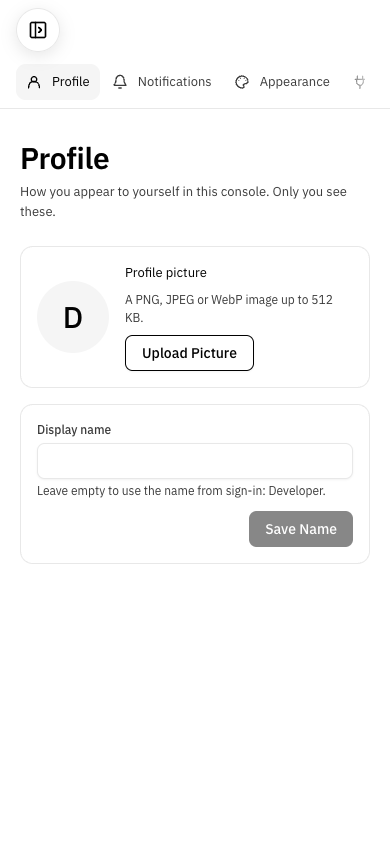 Profile
Notifications
Appearance
Profile
How you appear to yourself in this console. Only you see
these.
D
Profile picture
A PNG, JPEG or WebP image up to 512
KB.
Upload Picture
Display name
Leave empty to use the name from sign-in: Developer.
Save Name